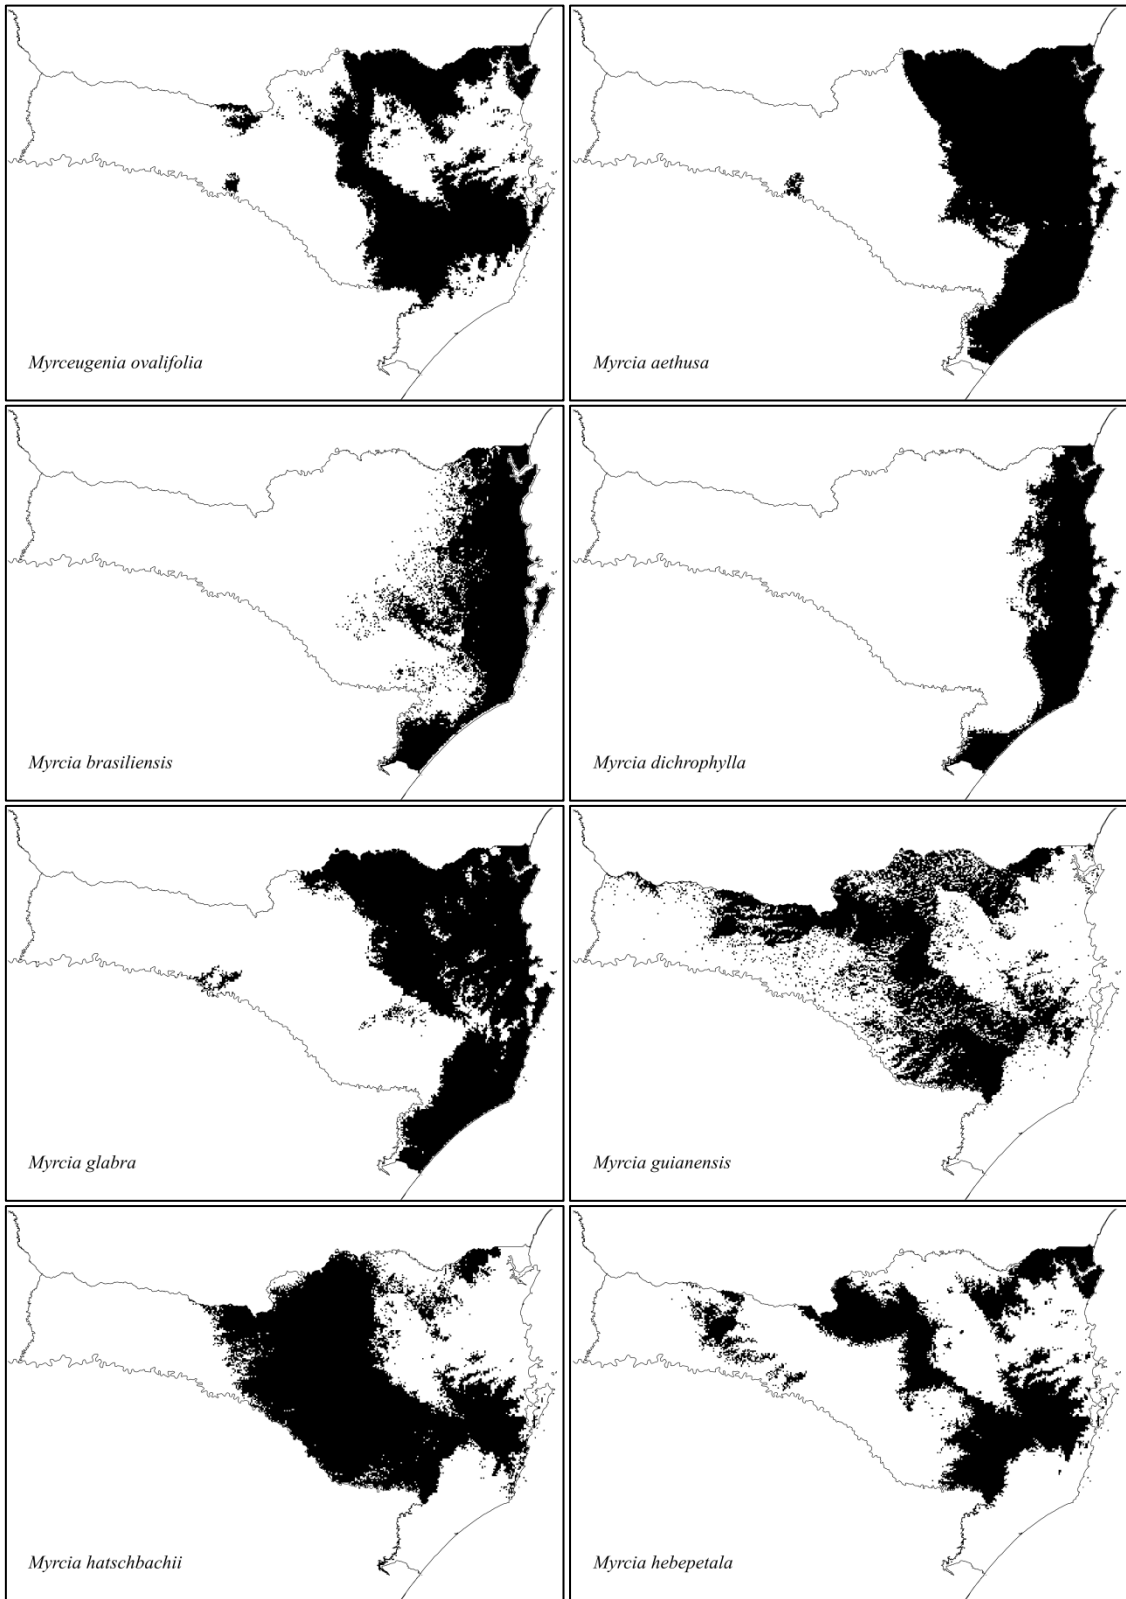 Myrceugenia ovalifolia
Myrcia aethusa
Myrcia brasiliensis
Myrcia dichrophylla
Myrcia glabra
Myrcia guianensis
Myrcia hatschbachii
Myrcia hebepetala